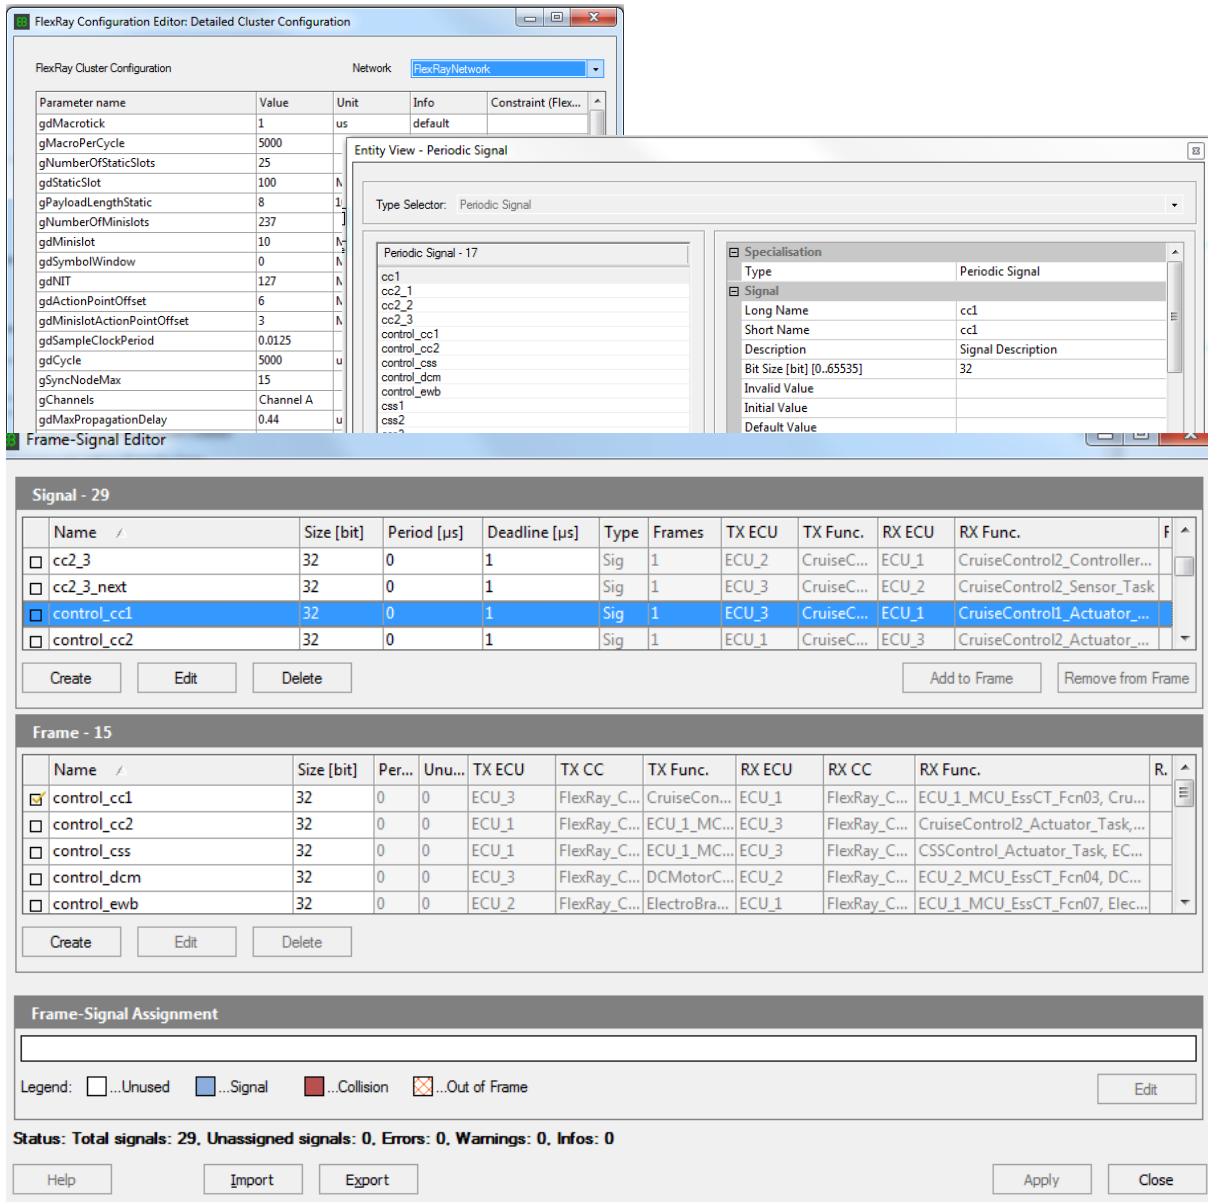 FlexRay Configuration Editor: Detailed Cluster Configuration
FlexRay Cluster Configuration Network FlexRayNetwork
Parameter name Value Unit Info Constraint (Flex...
gdMacrotick 1 us default
gMacroPerCycle 5000
gNumberOfStaticSlots 25
gdStaticSlot 100
gPayloadLengthStatic 8
gNumberOfMinislots 237
gdMinislot 10
gdSymbolWindow 0
gdNIT 127
gdActionPointOffset 6
gdMinislotActionPointOffset 3
gdSampleClockPeriod 0.0125
gdCycle 5000 u
gSyncNodeMax 15
gChannels Channel A
gdMaxPropagationDelay 0.44 u
Entity View - Periodic Signal
Type Selector: Periodic Signal
Periodic Signal - 17
cc1
cc2_1
cc2_2
cc2_3
control_cc1
control_cc2
control_css
control_dcm
control_ewb
css1
css2
Specialisation
Type Periodic Signal
Signal
Long Name cc1
Short Name cc1
Description Signal Description
Bit Size [bit] [0..65535] 32
Invalid Value
Initial Value
Default Value
Frame-Signal Editor
Signal - 29
Name Size [bit] Period [µs] Deadline [µs] Type Frames TX ECU TX Func. RX ECU RX Func. F
cc2_3 32 0 1 Sig 1 ECU_2 CruiseC... ECU_1 CruiseControl2_Controller...
cc2_3_next 32 0 1 Sig 1 ECU_3 CruiseC... ECU_2 CruiseControl2_Sensor_Task
control_cc1 32 0 1 Sig 1 ECU_3 CruiseC... ECU_1 CruiseControl1_Actuator_...
control_cc2 32 0 1 Sig 1 ECU_1 CruiseC... ECU_3 CruiseControl2_Actuator_...
Create Edit Delete Add to Frame Remove from Frame
Frame - 15
Name Size [bit] Per... Unu... TX ECU TX CC TX Func. RX ECU RX CC RX Func. R.
control_cc1 32 0 0 ECU_3 FlexRay_C... CruiseCon... ECU_1 FlexRay_C... ECU_1_MCU_EssCT_Fcn03, Cru...
control_cc2 32 0 0 ECU_1 FlexRay_C... ECU_1_MC... ECU_3 FlexRay_C... CruiseControl2_Actuator_Task,...
control_css 32 0 0 ECU_1 FlexRay_C... ECU_1_MC... ECU_3 FlexRay_C... CSSControl_Actuator_Task, EC...
control_dcm 32 0 0 ECU_3 FlexRay_C... DCMotorC... ECU_2 FlexRay_C... ECU_2_MCU_EssCT_Fcn04, DC...
control_ewb 32 0 0 ECU_2 FlexRay_C... ElectroBra... ECU_1 FlexRay_C... ECU_1_MCU_EssCT_Fcn07, Elec...
Create Edit Delete
Frame-Signal Assignment
Legend: ...Unused ...Signal ...Collision ...Out of Frame Edit
Status: Total signals: 29, Unassigned signals: 0, Errors: 0, Warnings: 0, Infos: 0
Help Import Export Apply Close